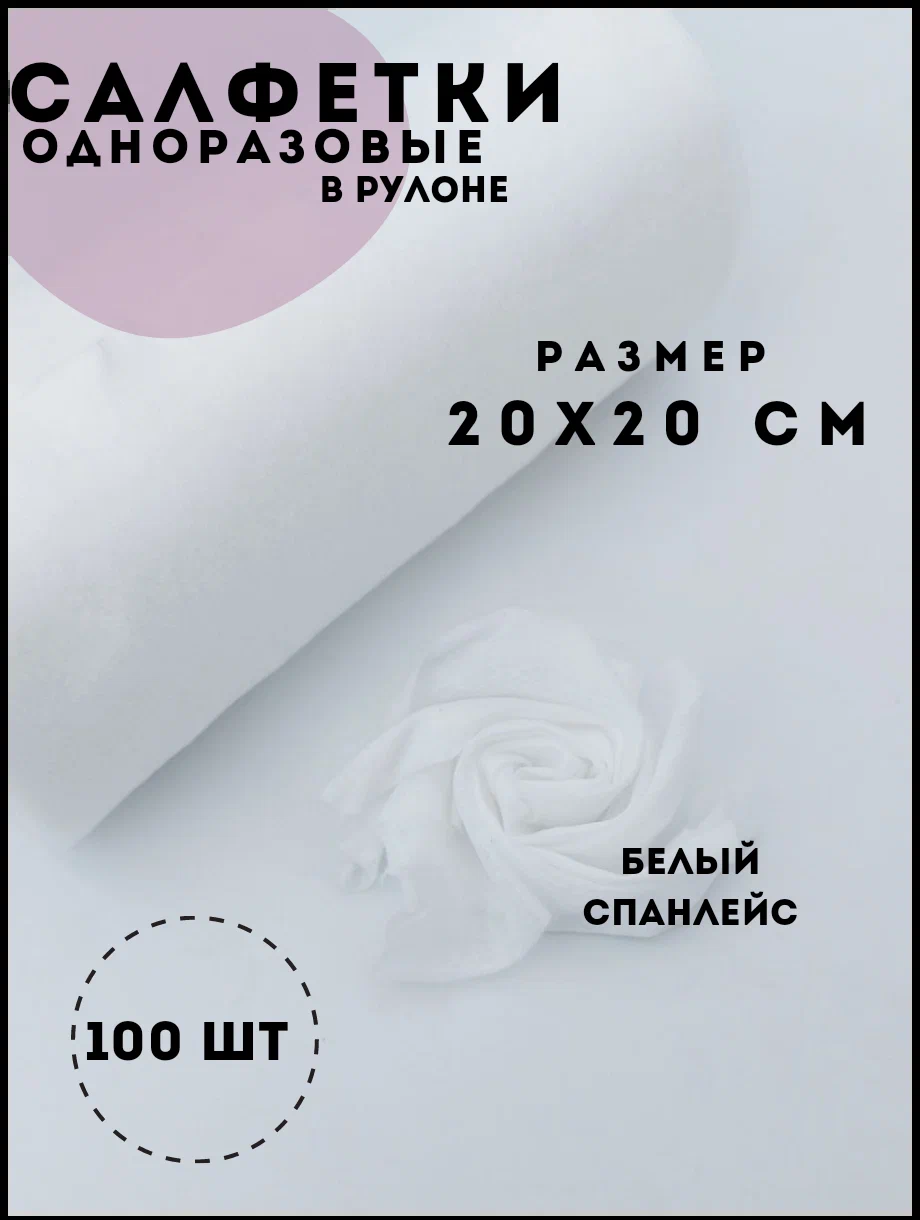 САЛФЕТКИ
ОДНОРАЗОВЫЕ
В РУЛОНЕ
РАЗМЕР
20Х20 СМ
БЕЛЫЙ
СПАНЛЕЙС
100 ШТ